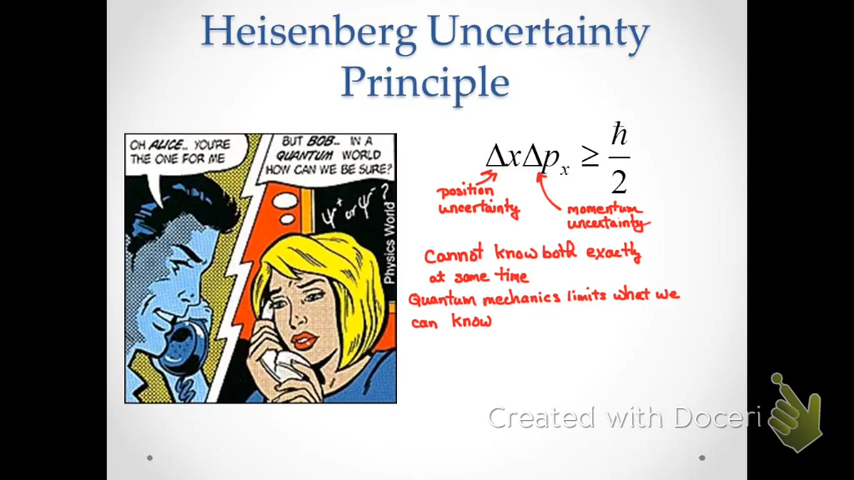 Heisenberg Uncertainty
Principle
OH ALICE... YOU'RE
THE ONE FOR ME
BUT BOB... IN A
QUANTUM WORLD
HOW CAN WE BE SURE?
Ψ⁺ or Ψ⁻ ?
Physics World
ΔxΔpₓ ≥ ħ/2
position
uncertainty
momentum
uncertainty
Cannot know both exactly
at same time
Quantum mechanics limits what we
can know
Created with Doceri